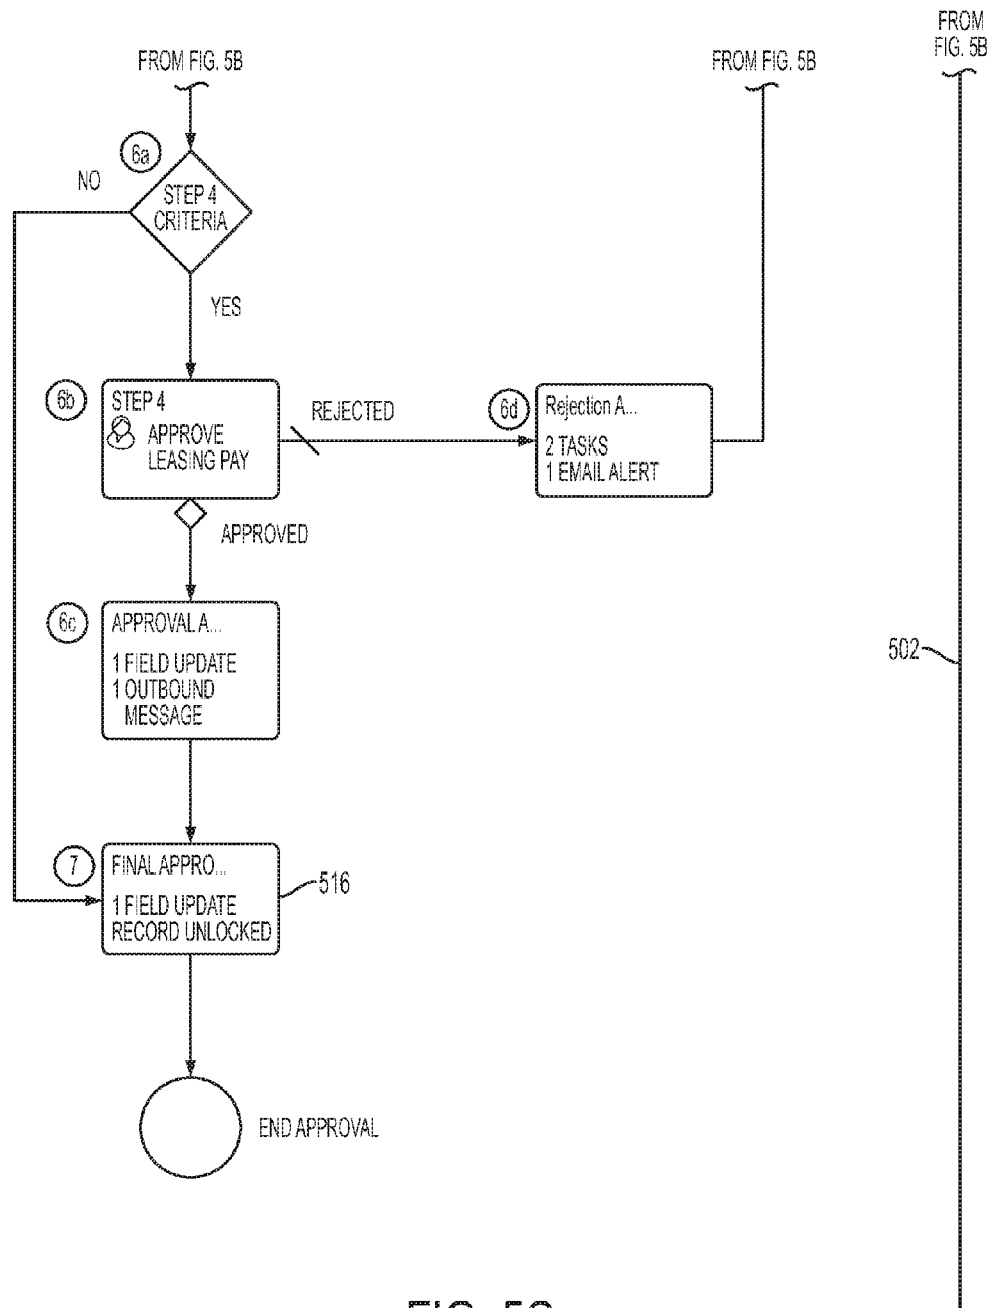 FROM FIG. 5B
FROM FIG. 5B
FROM
FIG. 5B
6a
NO
STEP 4
CRITERIA
YES
6b
STEP 4
APPROVE
LEASING PAY
REJECTED
6d
Rejection A...
2 TASKS
1 EMAIL ALERT
APPROVED
6c
APPROVAL A...
1 FIELD UPDATE
1 OUTBOUND
MESSAGE
502
7
FINAL APPRO...
1 FIELD UPDATE
RECORD UNLOCKED
516
END APPROVAL
FIG. 5C